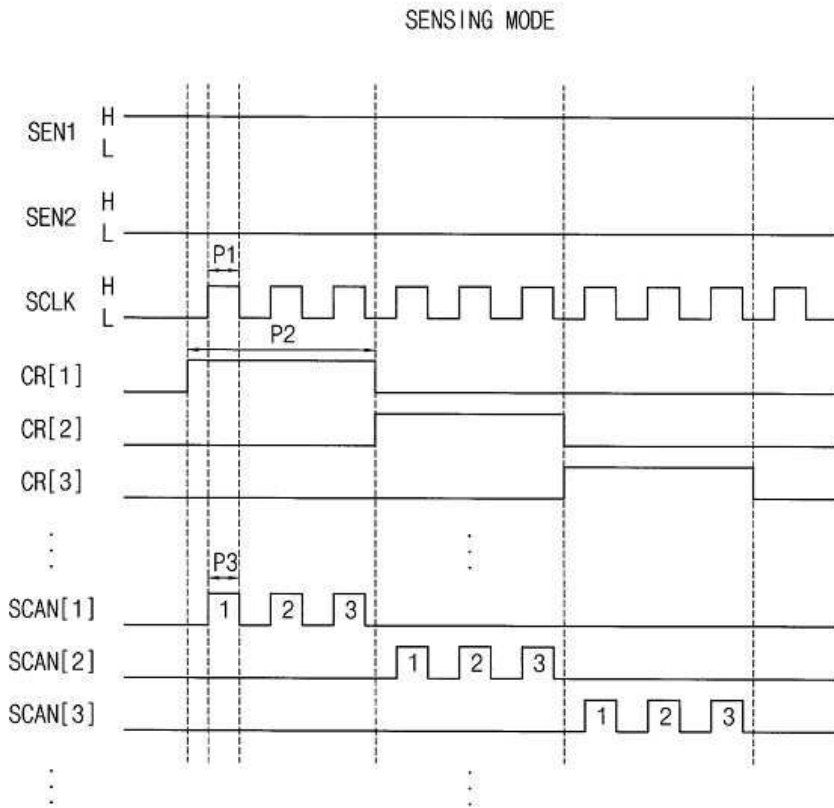 SENSING MODE
SEN1 H
L
SEN2 H
L
P1
SCLK H
L
P2
CR[1]
CR[2]
CR[3]
P3
SCAN[1] 1 2 3
SCAN[2] 1 2 3
SCAN[3] 1 2 3